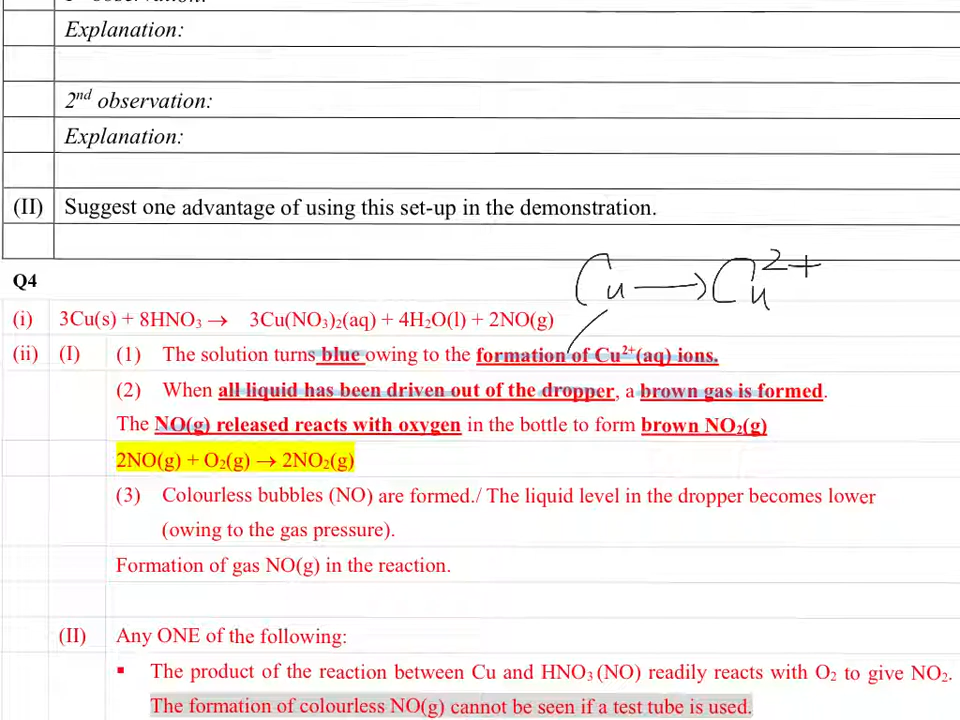 Explanation:
2nd observation:
Explanation:
(II) Suggest one advantage of using this set-up in the demonstration.
Cu → Cu2+
Q4
(i) 3Cu(s) + 8HNO3 → 3Cu(NO3)2(aq) + 4H2O(l) + 2NO(g)
(ii) (I) (1) The solution turns blue owing to the formation of Cu2+(aq) ions.
(2) When all liquid has been driven out of the dropper, a brown gas is formed.
The NO(g) released reacts with oxygen in the bottle to form brown NO2(g)
2NO(g) + O2(g) → 2NO2(g)
(3) Colourless bubbles (NO) are formed./ The liquid level in the dropper becomes lower
(owing to the gas pressure).
Formation of gas NO(g) in the reaction.
(II) Any ONE of the following:
▪ The product of the reaction between Cu and HNO3 (NO) readily reacts with O2 to give NO2.
The formation of colourless NO(g) cannot be seen if a test tube is used.